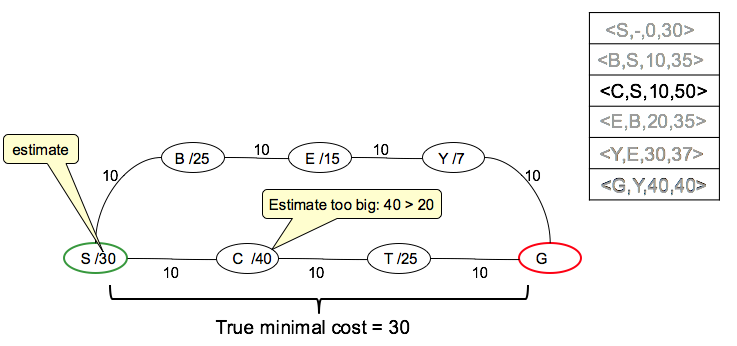 <S,-,0,30>
<B,S,10,35>
<C,S,10,50>
<E,B,20,35>
<Y,E,30,37>
<G,Y,40,40>
estimate
10
B /25
10
E /15
10
Y /7
10
Estimate too big: 40 > 20
S /30
10
C /40
10
T /25
10
G
True minimal cost = 30